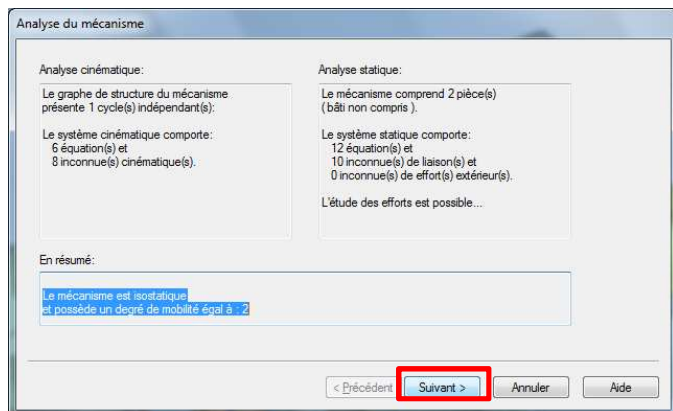 Analyse du mécanisme
Analyse cinématique:
Le graphe de structure du mécanisme
présente 1 cycle(s) indépendant(s):
Le système cinématique comporte:
6 équation(s) et
8 inconnue(s) cinématique(s).
Analyse statique:
Le mécanisme comprend 2 pièce(s)
( bâti non compris ).
Le système statique comporte:
12 équation(s) et
10 inconnue(s) de liaison(s) et
0 inconnue(s) de effort(s) extérieur(s).
L'étude des efforts est possible...
En résumé:
Le mécanisme est isostatique
et possède un degré de mobilité égal à : 2
< Précédent
Suivant >
Annuler
Aide